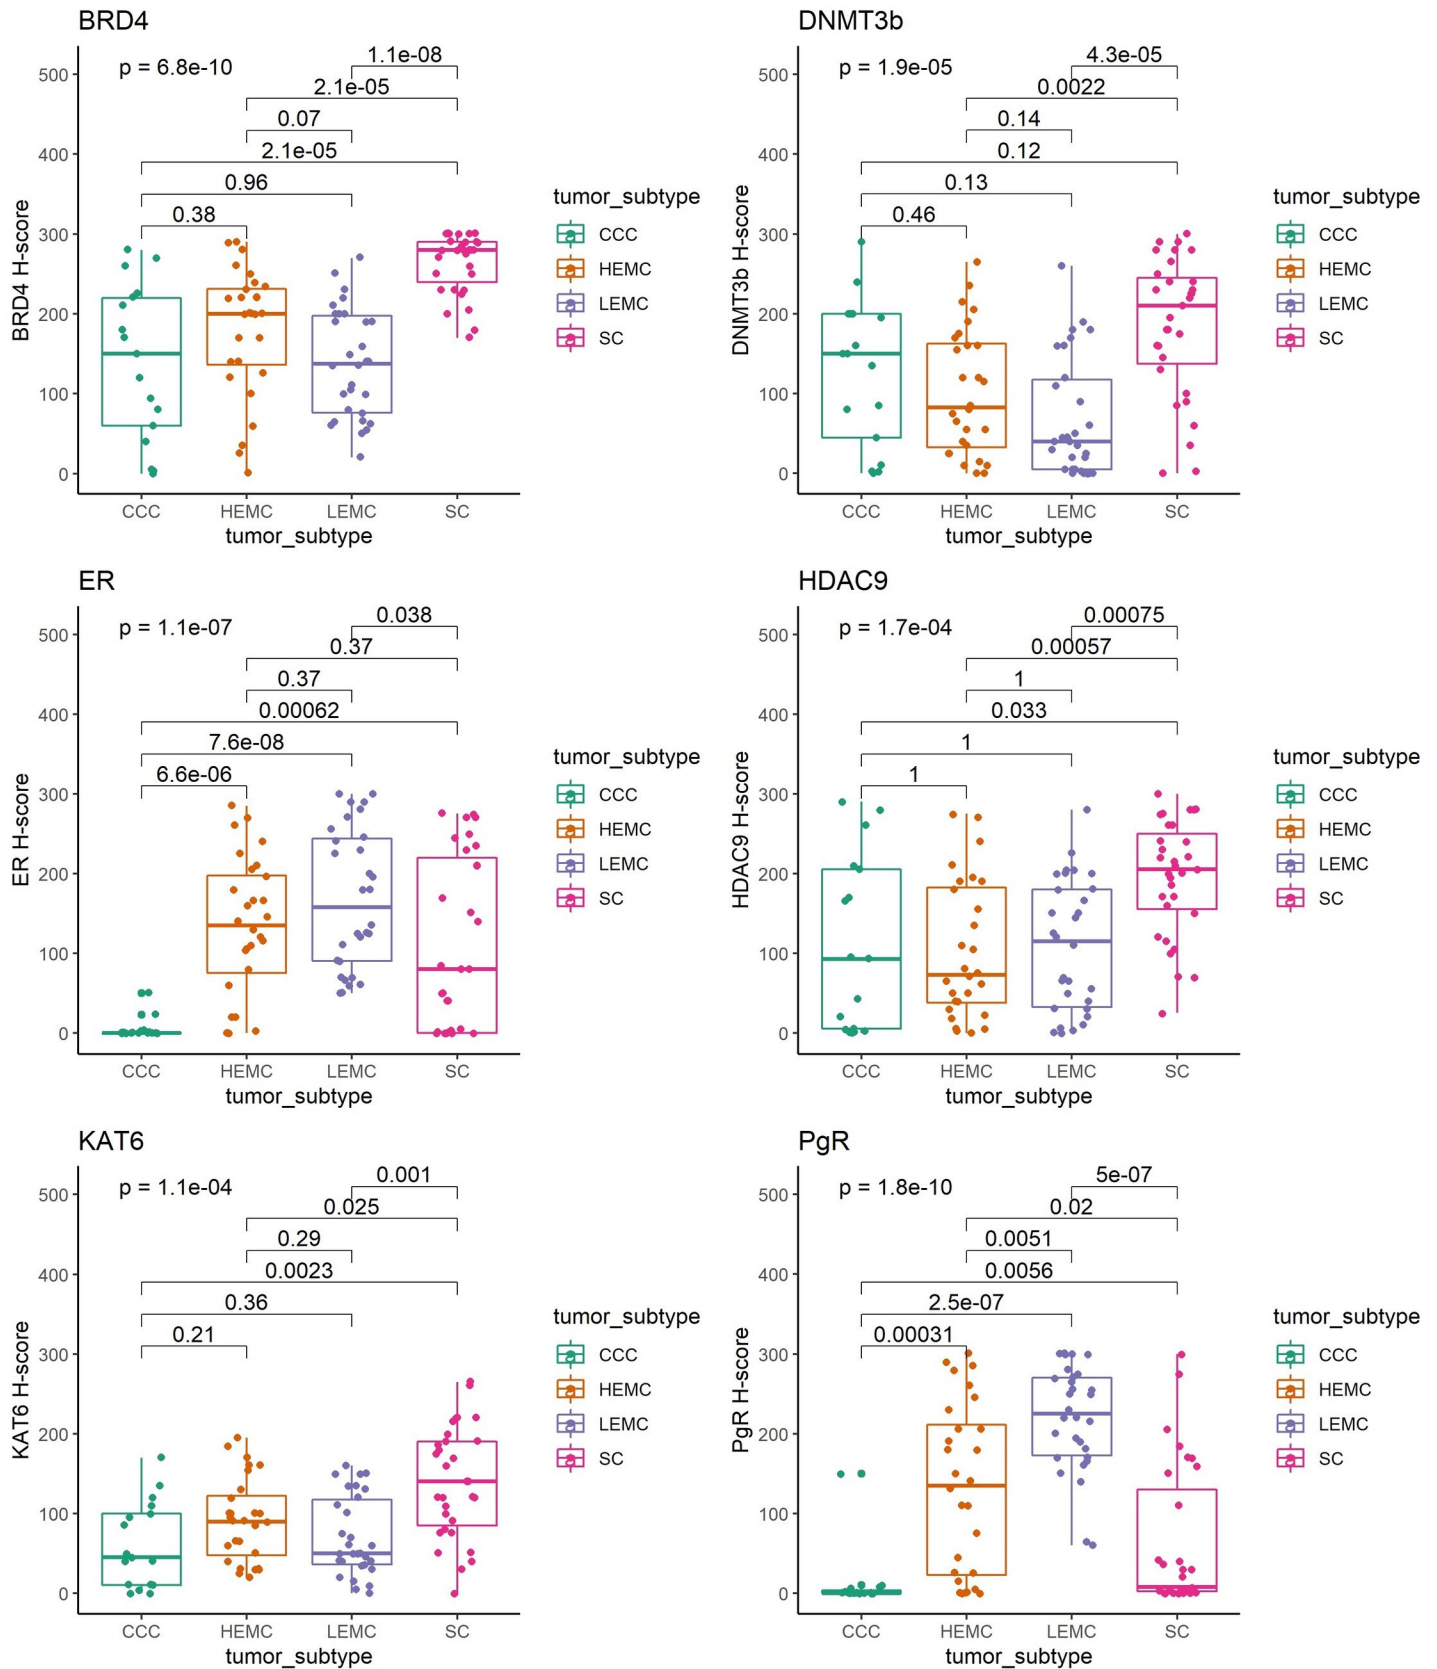 BRD4
p = 6.8e-10
1.1e-08
2.1e-05
0.07
2.1e-05
0.96
0.38
500
400
300
200
100
0
BRD4 H-score
CCC HEMC LEMC SC
tumor_subtype
tumor_subtype
CCC
HEMC
LEMC
SC
DNMT3b
p = 1.9e-05
4.3e-05
0.0022
0.14
0.12
0.13
0.46
500
400
300
200
100
0
DNMT3b H-score
CCC HEMC LEMC SC
tumor_subtype
tumor_subtype
CCC
HEMC
LEMC
SC
ER
p = 1.1e-07
0.038
0.37
0.37
0.00062
7.6e-08
6.6e-06
500
400
300
200
100
0
ER H-score
CCC HEMC LEMC SC
tumor_subtype
tumor_subtype
CCC
HEMC
LEMC
SC
HDAC9
p = 1.7e-04
0.00075
0.00057
1
0.033
1
1
500
400
300
200
100
0
HDAC9 H-score
CCC HEMC LEMC SC
tumor_subtype
tumor_subtype
CCC
HEMC
LEMC
SC
KAT6
p = 1.1e-04
0.001
0.025
0.29
0.0023
0.36
0.21
500
400
300
200
100
0
KAT6 H-score
CCC HEMC LEMC SC
tumor_subtype
tumor_subtype
CCC
HEMC
LEMC
SC
PgR
p = 1.8e-10
5e-07
0.02
0.0051
0.0056
2.5e-07
0.00031
500
400
300
200
100
0
PgR H-score
CCC HEMC LEMC SC
tumor_subtype
tumor_subtype
CCC
HEMC
LEMC
SC